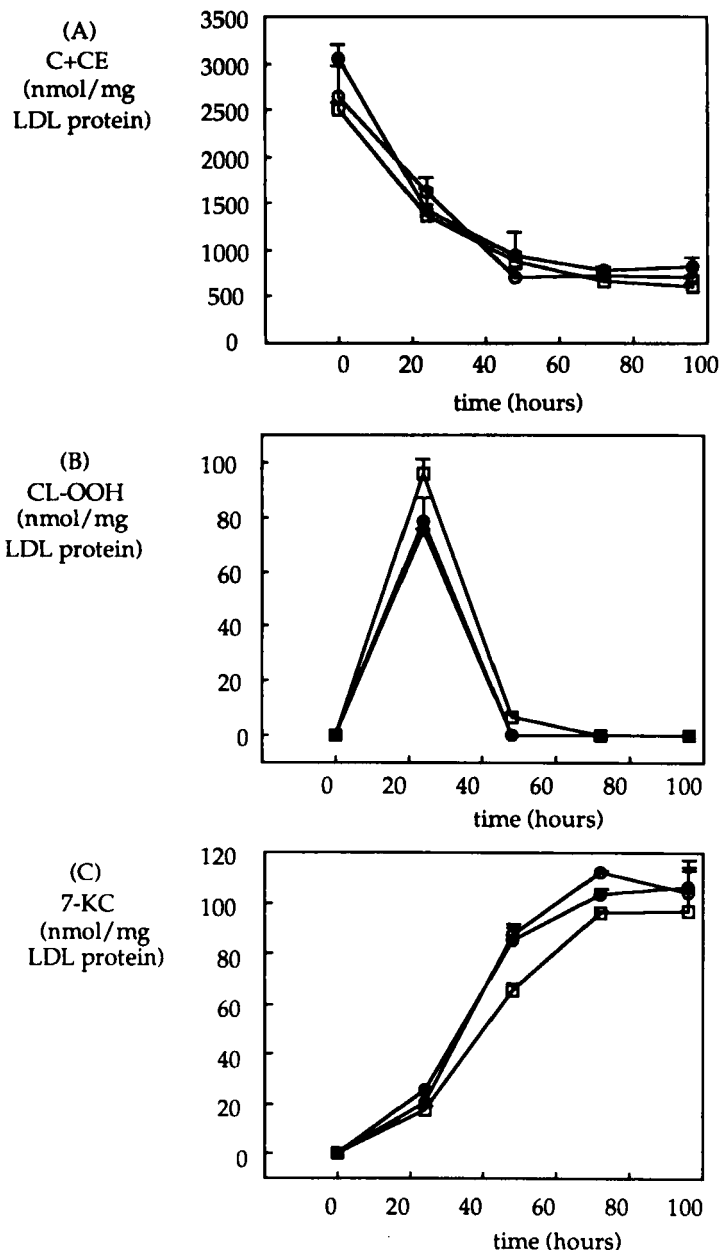 (A)
C+CE
(nmol/mg
LDL protein)
3500
3000
2500
2000
1500
1000
500
0
0 20 40 60 80 100
time (hours)
(B)
CL-OOH
(nmol/mg
LDL protein)
100
80
60
40
20
0
0 20 40 60 80 100
time (hours)
(C)
7-KC
(nmol/mg
LDL protein)
120
100
80
60
40
20
0
0 20 40 60 80 100
time (hours)